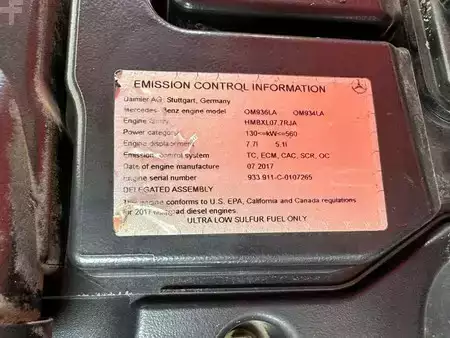 EMISSION CONTROL INFORMATION
Daimler AG, Stuttgart, Germany
Mercedes-Benz engine model OM936LA OM934LA
Engine family HMBXL07.7RJA
Power category 130<=kW<=560
Engine displacement 7.7l 5.1l
Emission control system TC, ECM, CAC, SCR, OC
Date of engine manufacture 07.2017
Engine serial number 933.911-C-0107265
DELEGATED ASSEMBLY
This engine conforms to U.S. EPA, California and Canada regulations
for 2017 diesel engines.
ULTRA LOW SULFUR FUEL ONLY